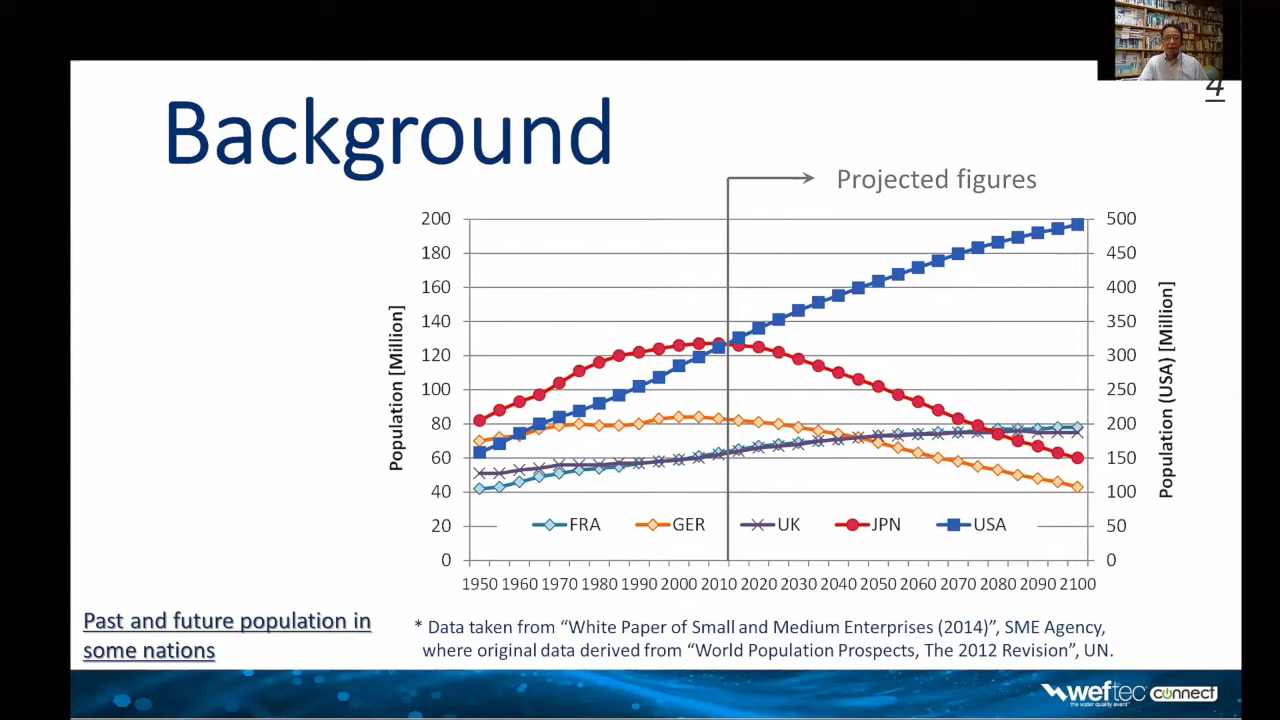 4
Background
Projected figures
200
180
160
140
120
100
80
60
40
20
0
Population [Million]
500
450
400
350
300
250
200
150
100
50
0
Population (USA) [Million]
FRA GER UK JPN USA
1950 1960 1970 1980 1990 2000 2010 2020 2030 2040 2050 2060 2070 2080 2090 2100
Past and future population in
some nations
* Data taken from “White Paper of Small and Medium Enterprises (2014)”, SME Agency,
where original data derived from “World Population Prospects, The 2012 Revision”, UN.
weftec connect
the water quality event